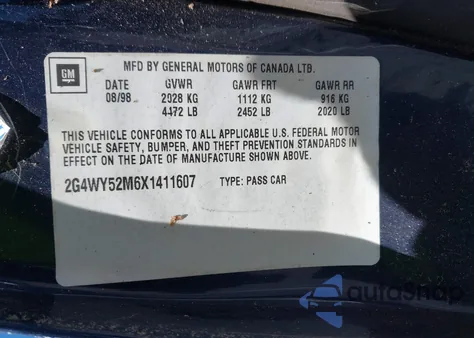 GM
MFD BY GENERAL MOTORS OF CANADA LTD.
DATE GVWR GAWR FRT GAWR RR
08/98 2028 KG 1112 KG 916 KG
4472 LB 2452 LB 2020 LB
THIS VEHICLE CONFORMS TO ALL APPLICABLE U.S. FEDERAL MOTOR
VEHICLE SAFETY, BUMPER, AND THEFT PREVENTION STANDARDS IN
EFFECT ON THE DATE OF MANUFACTURE SHOWN ABOVE.
2G4WY52M6X1411607 TYPE: PASS CAR
autoSnap